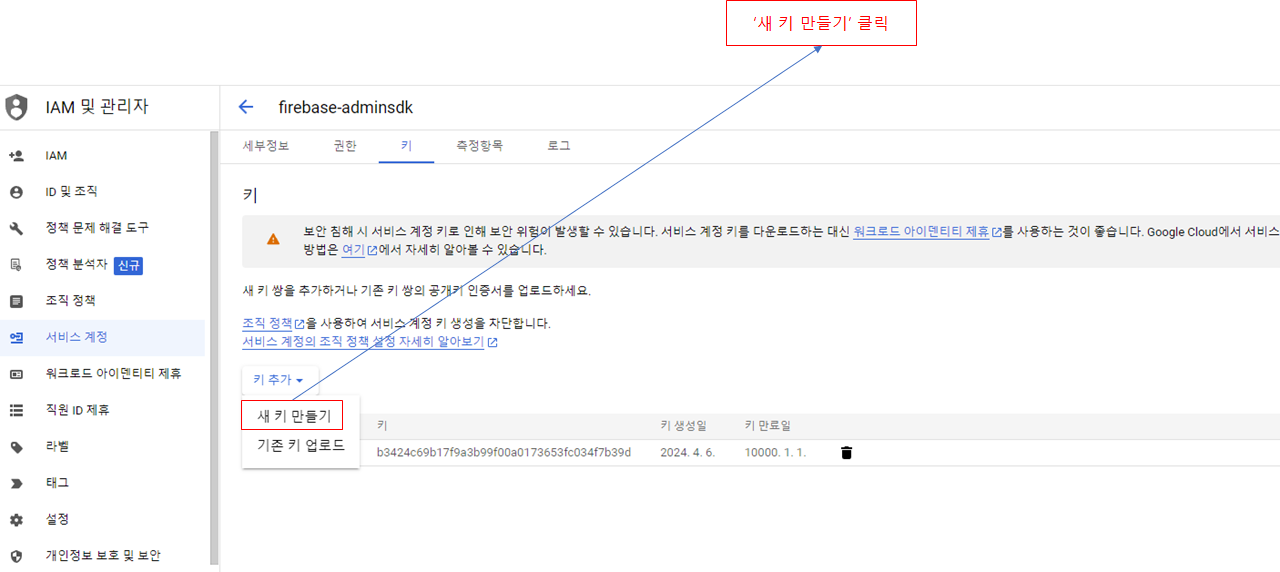 ‘새 키 만들기’ 클릭
IAM 및 관리자
firebase-adminsdk
세부정보 권한 키 측정항목 로그
IAM
ID 및 조직
정책 문제 해결 도구
정책 분석자 신규
조직 정책
서비스 계정
워크로드 아이덴티티 제휴
직원 ID 제휴
라벨
태그
설정
개인정보 보호 및 보안
키
보안 침해 시 서비스 계정 키로 인해 보안 위험이 발생할 수 있습니다. 서비스 계정 키를 다운로드하는 대신 워크로드 아이덴티티 제휴를 사용하는 것이 좋습니다. Google Cloud에서 서비스
방법은 여기에서 자세히 알아볼 수 있습니다.
새 키 쌍을 추가하거나 기존 키 쌍의 공개키 인증서를 업로드하세요.
조직 정책을 사용하여 서비스 계정 키 생성을 차단합니다.
서비스 계정의 조직 정책 설정 자세히 알아보기
키 추가
새 키 만들기
기존 키 업로드
키 키 생성일 키 만료일
b3424c69b17f9a3b99f00a0173653fc034f7b39d 2024. 4. 6. 10000. 1. 1.